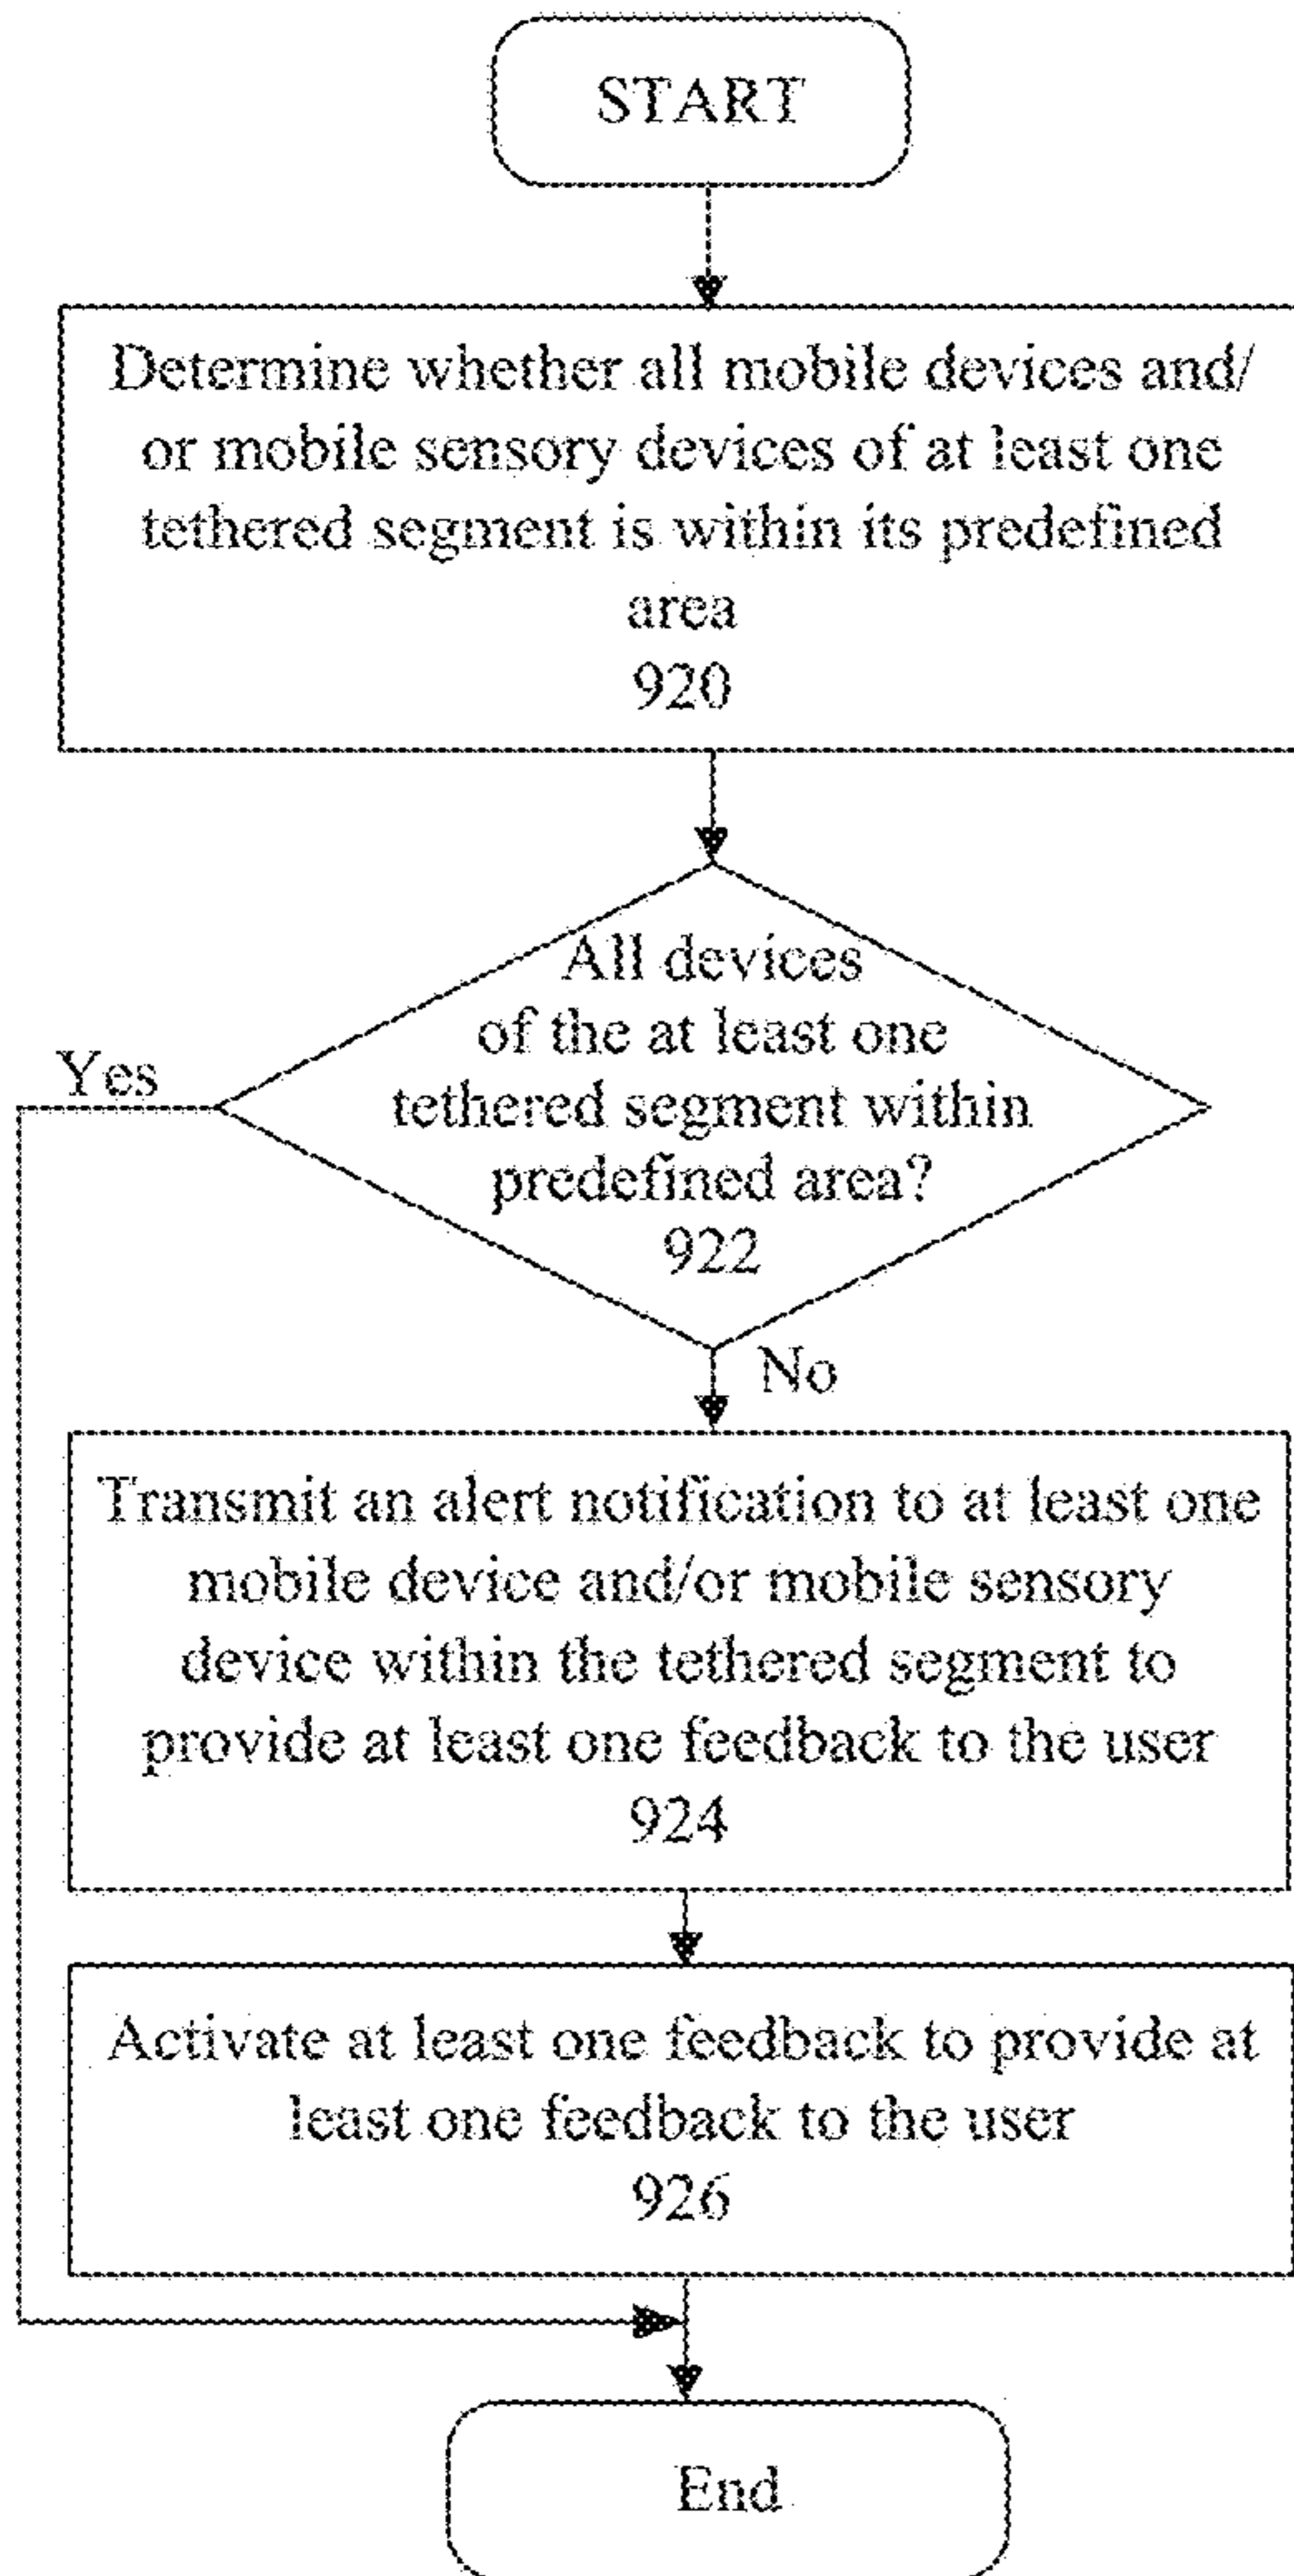 START
Determine whether all mobile devices and/
or mobile sensory devices of at least one
tethered segment is within its predefined
area
920
All devices
of the at least one
tethered segment within
predefined area?
922
Yes
No
Transmit an alert notification to at least one
mobile device and/or mobile sensory
device within the tethered segment to
provide at least one feedback to the user
924
Activate at least one feedback to provide at
least one feedback to the user
926
End